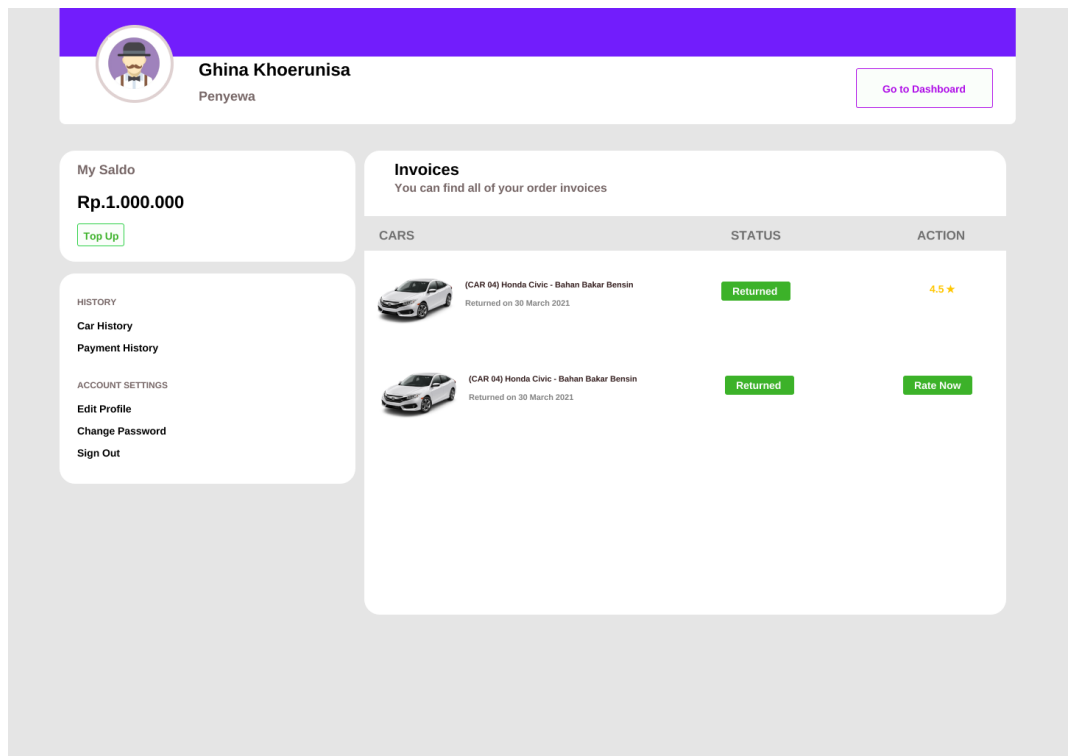 Ghina Khoerunisa
Penyewa
Go to Dashboard
My Saldo
Rp.1.000.000
Top Up
HISTORY
Car History
Payment History
ACCOUNT SETTINGS
Edit Profile
Change Password
Sign Out
Invoices
You can find all of your order invoices
CARS STATUS ACTION
(CAR 04) Honda Civic - Bahan Bakar Bensin
Returned on 30 March 2021
Returned
4.5 ★
(CAR 04) Honda Civic - Bahan Bakar Bensin
Returned on 30 March 2021
Returned
Rate Now